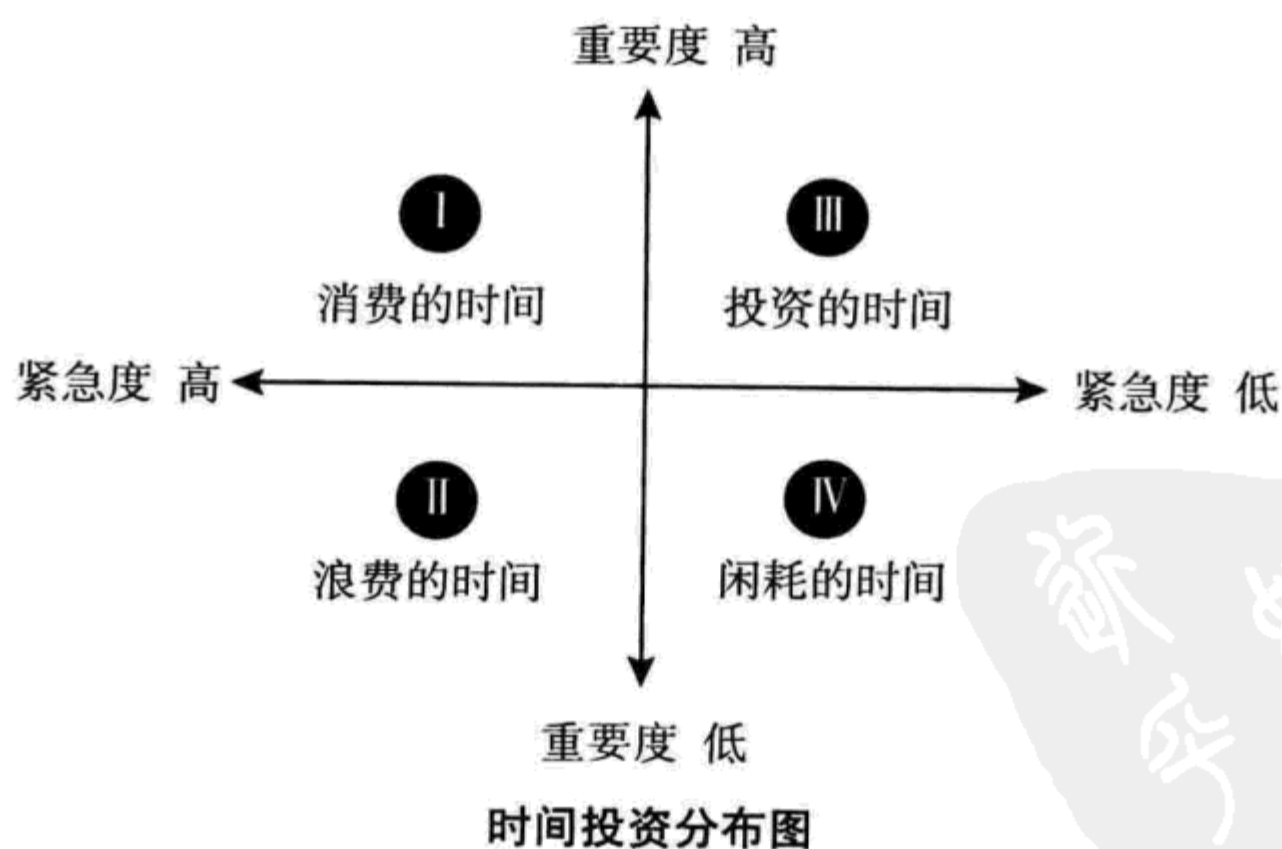 重要度 高
Ⅰ
Ⅲ
消费的时间
投资的时间
紧急度 高
紧急度 低
Ⅱ
Ⅳ
浪费的时间
闲耗的时间
重要度 低
时间投资分布图